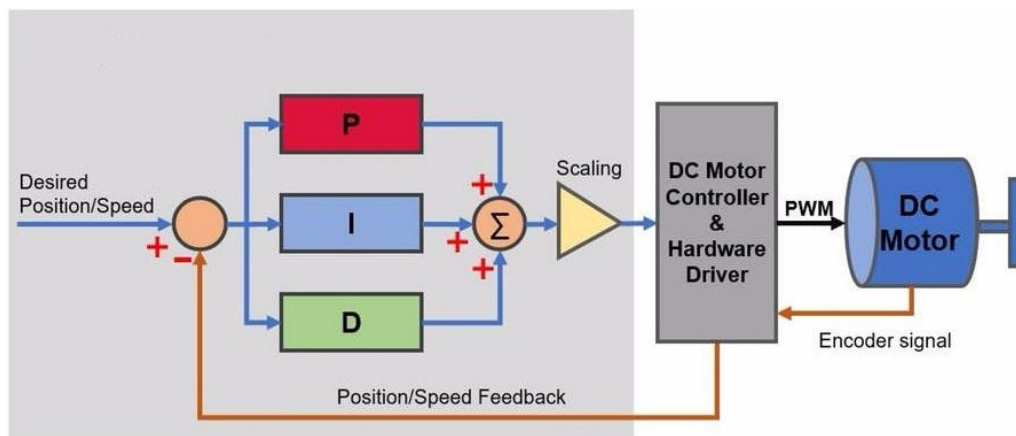 Desired
Position/Speed
+
-
P
I
D
+
+
+
Σ
Scaling
DC Motor
Controller
&
Hardware
Driver
PWM
DC
Motor
Encoder signal
Position/Speed Feedback